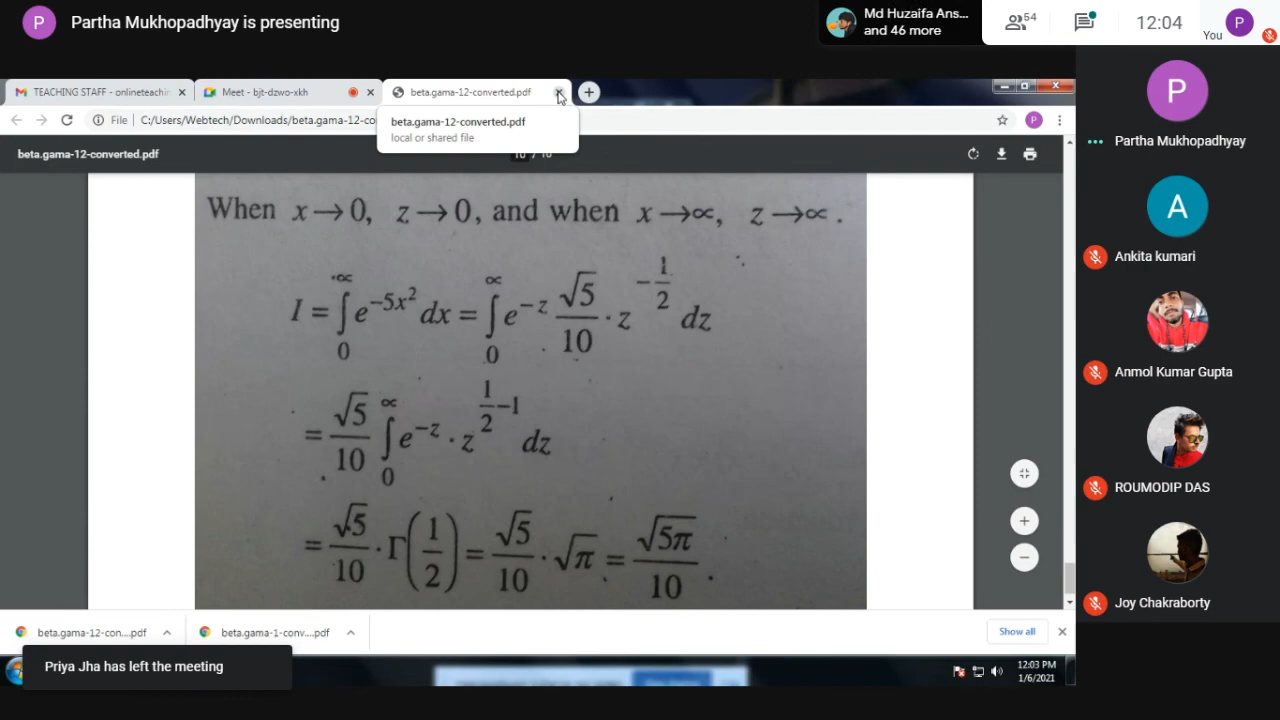 P Partha Mukhopadhyay is presenting
Md Huzaifa Ans...
and 46 more
54
12:04
You P
TEACHING STAFF - onlineteachin
Meet - bjt-dzwo-xkh
beta.gama-12-converted.pdf
File | C:/Users/Webtech/Downloads/beta.gama-12-co
P
beta.gama-12-converted.pdf
local or shared file
beta.gama-12-converted.pdf
10 / 10
When x→0, z→0, and when x→∝, z→∝.
I = ∫₀^∝ e^(−5x²) dx = ∫₀^∝ e^(−z) √5/10 · z^(−1/2) dz
= √5/10 ∫₀^∝ e^(−z) · z^(1/2−1) dz
= √5/10 · Γ(1/2) = √5/10 · √π = √5π/10.
beta.gama-12-con....pdf
beta.gama-1-conv....pdf
Show all
Priya Jha has left the meeting
12:03 PM
1/6/2021
P
Partha Mukhopadhyay
A
Ankita kumari
Anmol Kumar Gupta
ROUMODIP DAS
Joy Chakraborty